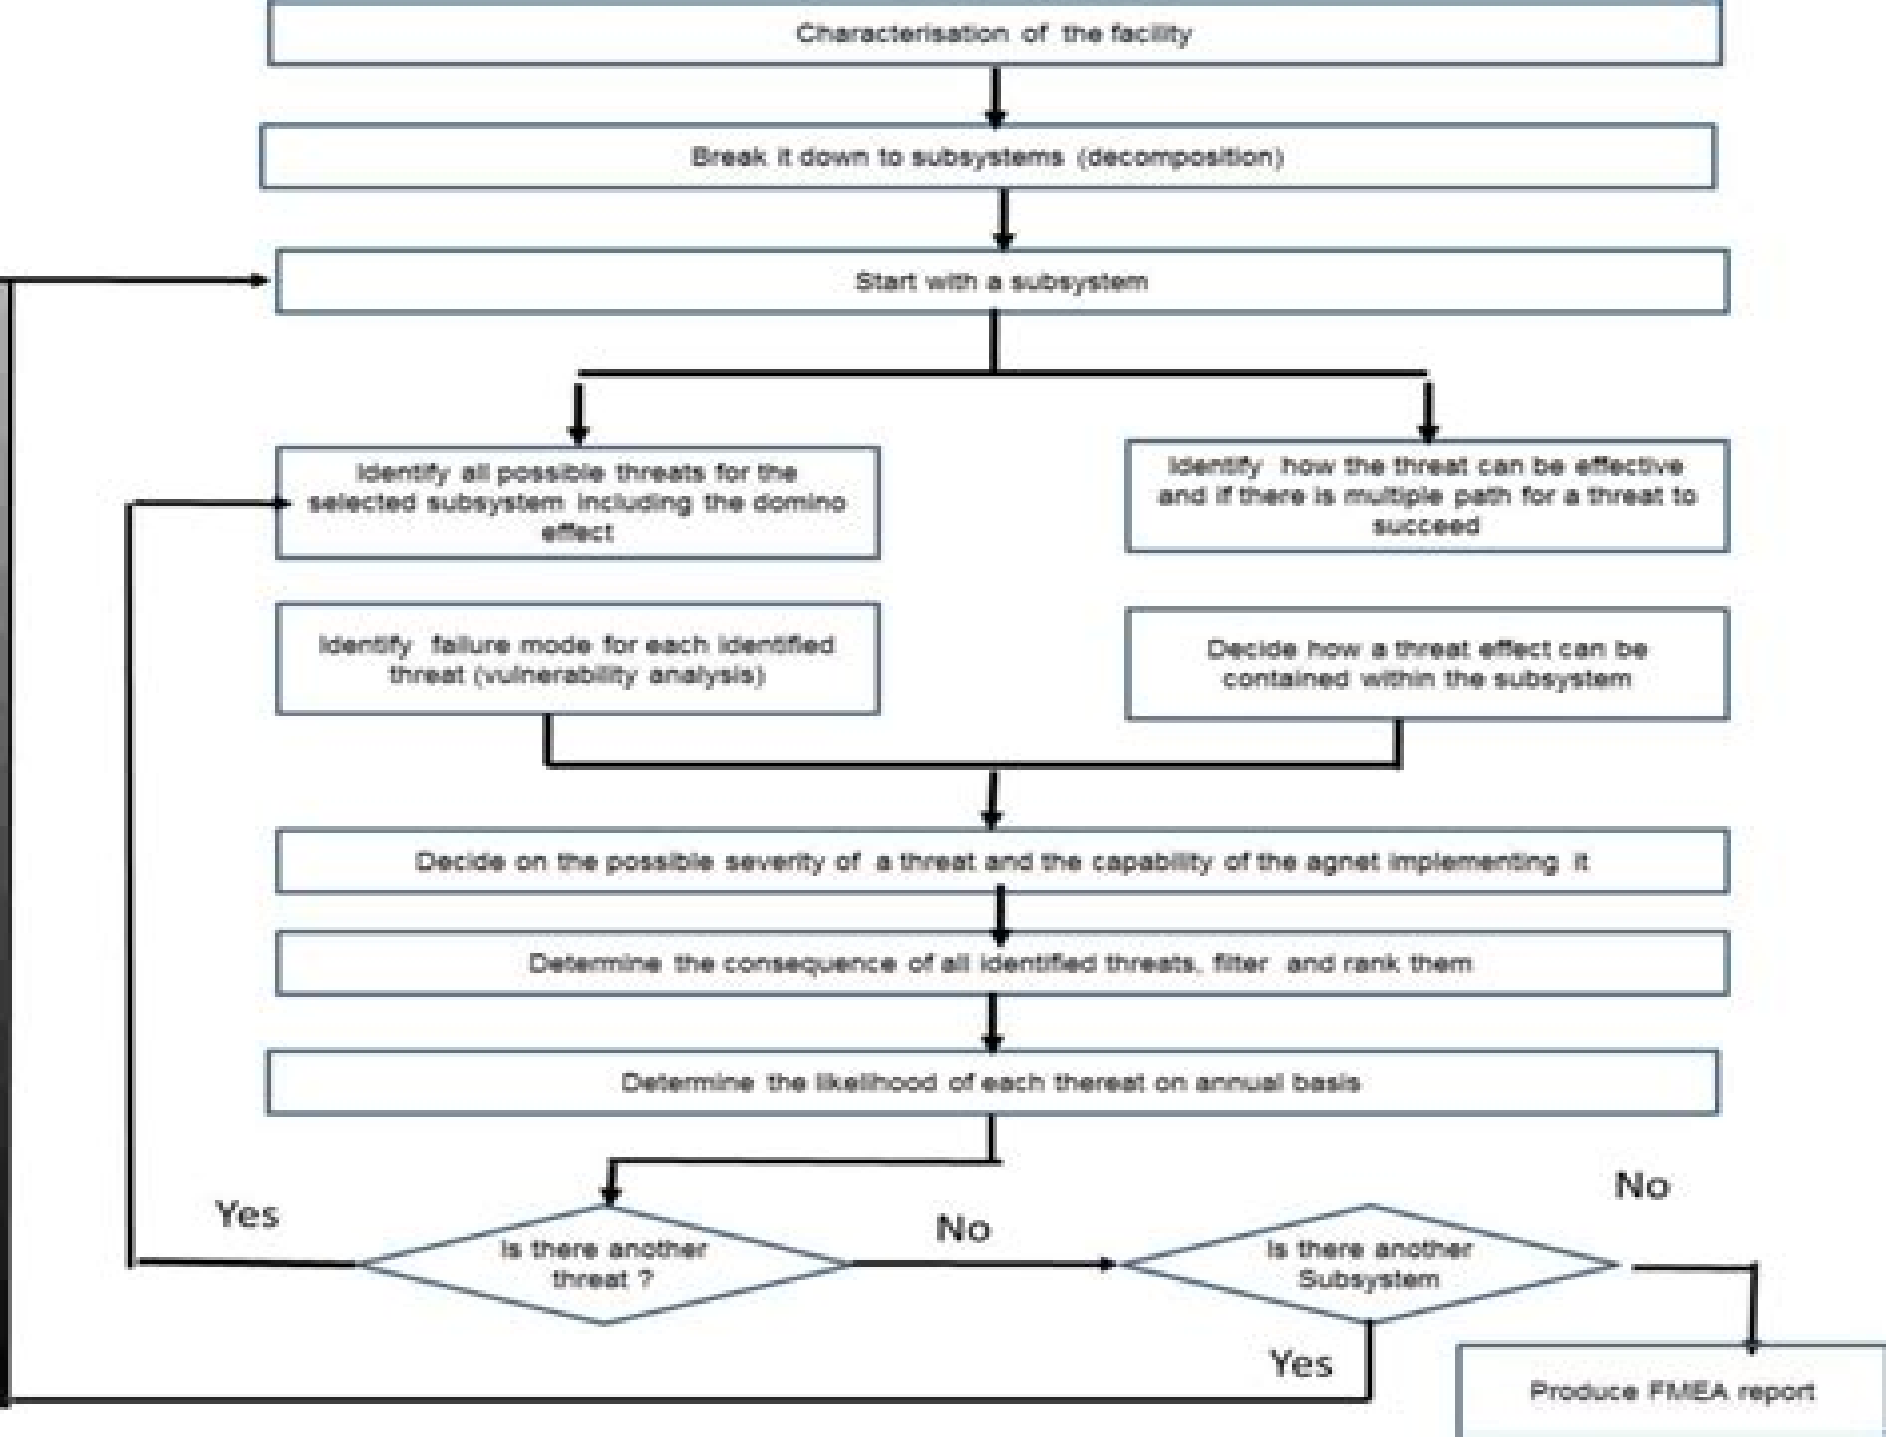 Characterisation of the facility
Break it down to subsystems (decomposition)
Start with a subsystem
Identify all possible threats for the
selected subsystem including the domino
effect
Identify how the threat can be effective
and if there is multiple path for a threat to
succeed
Identify failure mode for each identified
threat (vulnerability analysis)
Decide how a threat effect can be
contained within the subsystem
Decide on the possible severity of a threat and the capability of the agnet implementing it
Determine the consequence of all identified threats, filter and rank them
Determine the likelihood of each thereat on annual basis
Yes
Is there another
threat ?
No
Is there another
Subsystem
No
Yes
Produce FMEA report